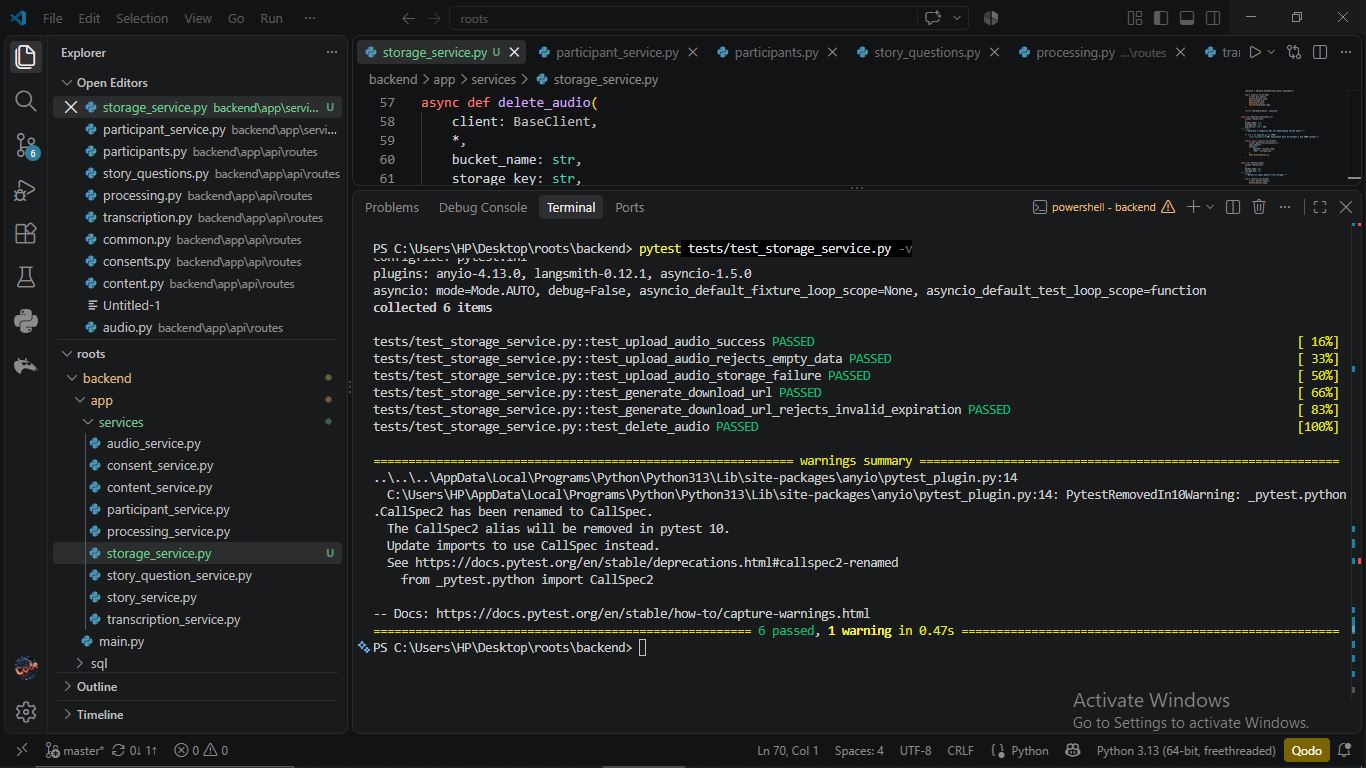 File Edit Selection View Go Run ···
roots
Explorer
Open Editors
storage_service.py backend\app\servi... U
participant_service.py backend\app\servi...
participants.py backend\app\api\routes
story_questions.py backend\app\api\routes
processing.py backend\app\api\routes
transcription.py backend\app\api\routes
common.py backend\app\api\routes
consents.py backend\app\api\routes
content.py backend\app\api\routes
Untitled-1
audio.py backend\app\api\routes
roots
backend
app
services
audio_service.py
consent_service.py
content_service.py
participant_service.py
processing_service.py
storage_service.py U
story_question_service.py
story_service.py
transcription_service.py
main.py
sql
Outline
Timeline
6
storage_service.py U participant_service.py participants.py story_questions.py processing.py ...\routes
backend > app > services > storage_service.py
57 async def delete_audio(
58 client: BaseClient,
59 *,
60 bucket_name: str,
61 storage_key: str,
Problems Debug Console Terminal Ports
powershell - backend
PS C:\Users\HP\Desktop\roots\backend> pytest tests/test_storage_service.py -v
configfile: pytest.ini
plugins: anyio-4.13.0, langsmith-0.12.1, asyncio-1.5.0
asyncio: mode=Mode.AUTO, debug=False, asyncio_default_fixture_loop_scope=None, asyncio_default_test_loop_scope=function
collected 6 items
tests/test_storage_service.py::test_upload_audio_success PASSED [ 16%]
tests/test_storage_service.py::test_upload_audio_rejects_empty_data PASSED [ 33%]
tests/test_storage_service.py::test_upload_audio_storage_failure PASSED [ 50%]
tests/test_storage_service.py::test_generate_download_url PASSED [ 66%]
tests/test_storage_service.py::test_generate_download_url_rejects_invalid_expiration PASSED [ 83%]
tests/test_storage_service.py::test_delete_audio PASSED [100%]
warnings summary
..\..\..\AppData\Local\Programs\Python\Python313\Lib\site-packages\anyio\pytest_plugin.py:14
C:\Users\HP\AppData\Local\Programs\Python\Python313\Lib\site-packages\anyio\pytest_plugin.py:14: PytestRemovedIn10Warning: _pytest.python
.CallSpec2 has been renamed to CallSpec.
The CallSpec2 alias will be removed in pytest 10.
Update imports to use CallSpec instead.
See https://docs.pytest.org/en/stable/deprecations.html#callspec2-renamed
from _pytest.python import CallSpec2
-- Docs: https://docs.pytest.org/en/stable/how-to/capture-warnings.html
6 passed, 1 warning in 0.47s
PS C:\Users\HP\Desktop\roots\backend>
Activate Windows
Go to Settings to activate Windows.
master* 0↓ 1↑ 0 0 Ln 70, Col 1 Spaces: 4 UTF-8 CRLF Python Python 3.13 (64-bit, freethreaded) Qodo